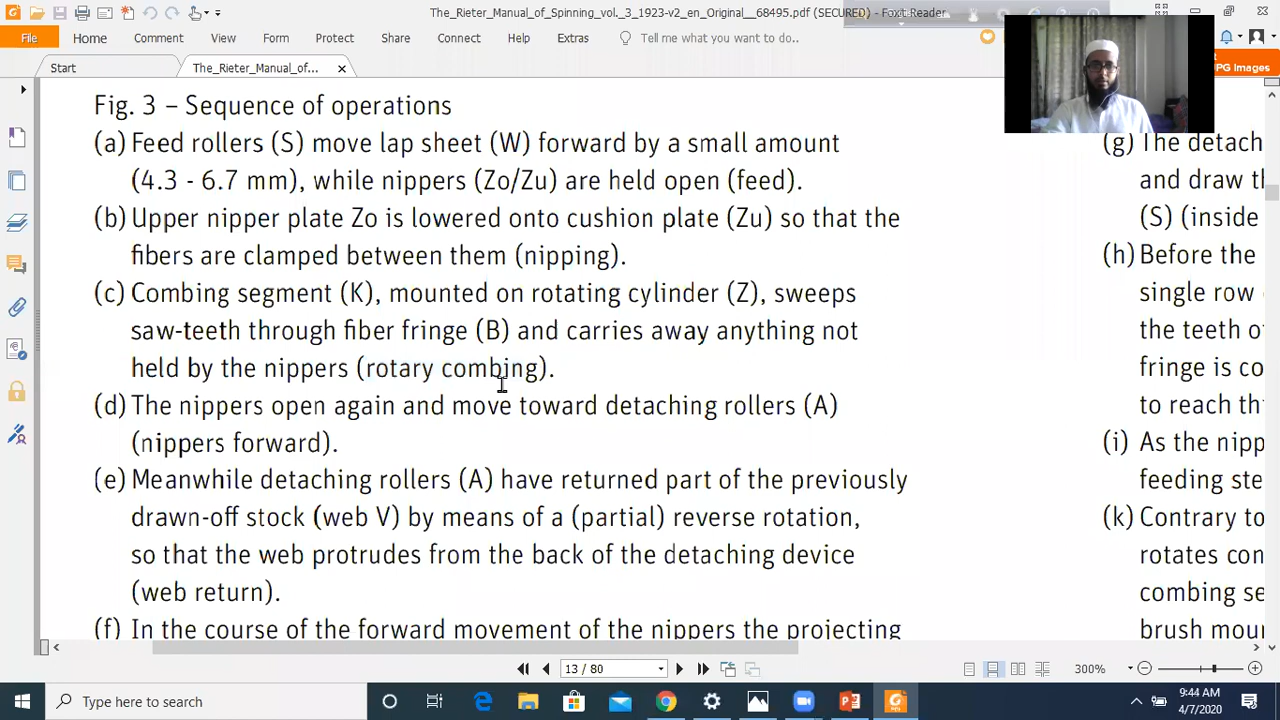 The_Rieter_Manual_of_Spinning_vol._3_1923-v2_en_Original__68495.pdf (SECURED) - Foxit Reader
File Home Comment View Form Protect Share Connect Help Extras Tell me what you want to do..
PG Images
Start The_Rieter_Manual_of...
Fig. 3 – Sequence of operations
(a) Feed rollers (S) move lap sheet (W) forward by a small amount
(4.3 - 6.7 mm), while nippers (Zo/Zu) are held open (feed).
(b) Upper nipper plate Zo is lowered onto cushion plate (Zu) so that the
fibers are clamped between them (nipping).
(c) Combing segment (K), mounted on rotating cylinder (Z), sweeps
saw-teeth through fiber fringe (B) and carries away anything not
held by the nippers (rotary combing).
(d) The nippers open again and move toward detaching rollers (A)
(nippers forward).
(e) Meanwhile detaching rollers (A) have returned part of the previously
drawn-off stock (web V) by means of a (partial) reverse rotation,
so that the web protrudes from the back of the detaching device
(web return).
(f) In the course of the forward movement of the nippers the projecting
(g) The detach
and draw th
(S) (inside
(h) Before the
single row
the teeth o
fringe is co
to reach th
(i) As the nipp
feeding ste
(k) Contrary to
rotates con
combing se
brush mou
13 / 80
300%
Type here to search
9:44 AM
4/7/2020